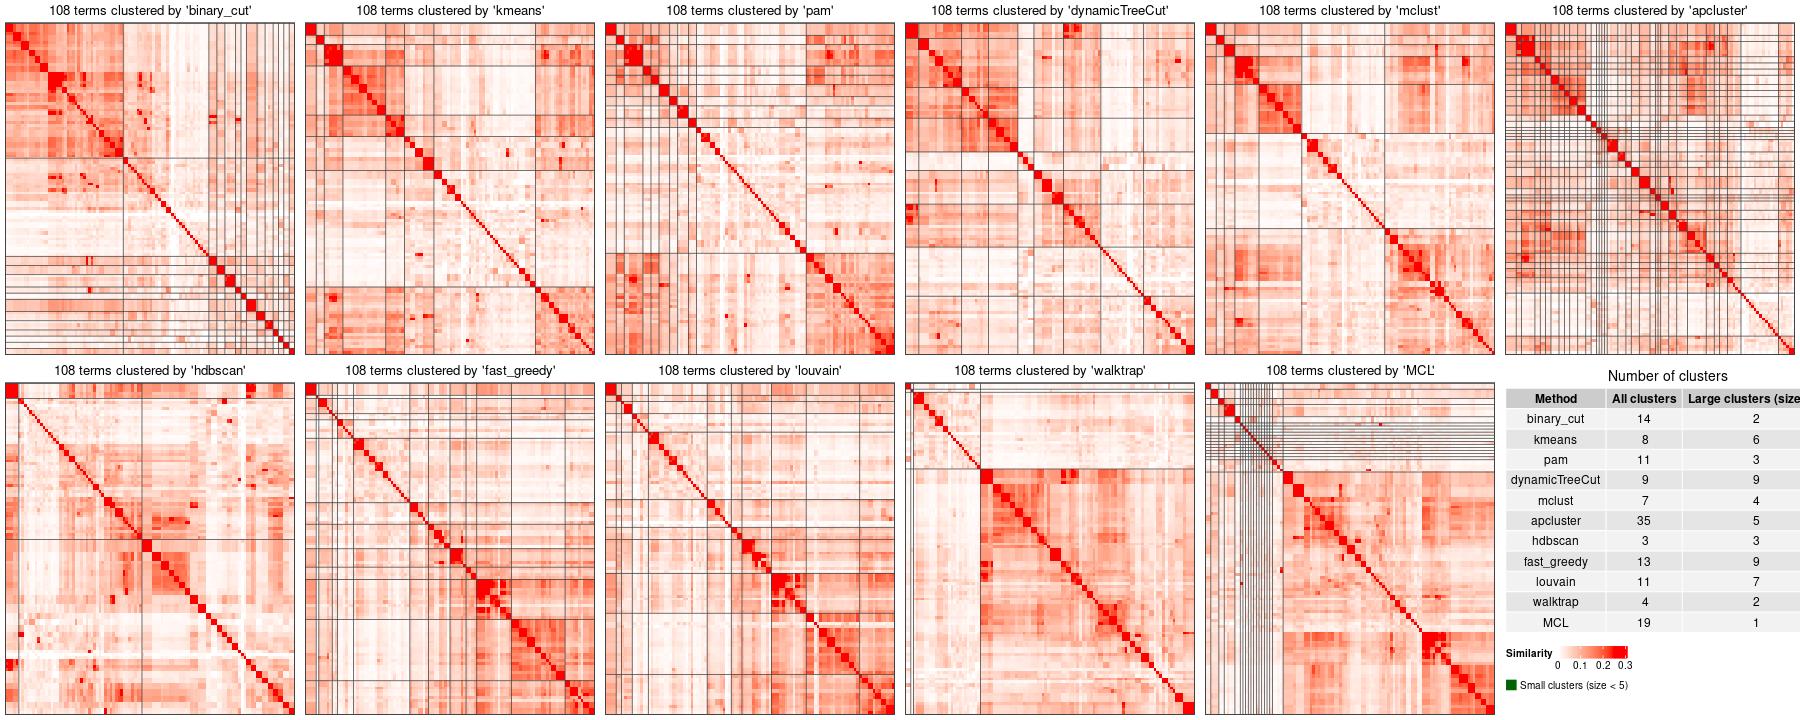 108 terms clustered by 'binary_cut'
108 terms clustered by 'kmeans'
108 terms clustered by 'pam'
108 terms clustered by 'dynamicTreeCut'
108 terms clustered by 'mclust'
108 terms clustered by 'apcluster'
108 terms clustered by 'hdbscan'
108 terms clustered by 'fast_greedy'
108 terms clustered by 'louvain'
108 terms clustered by 'walktrap'
108 terms clustered by 'MCL'
Number of clusters
Method All clusters Large clusters (size
binary_cut 14 2
kmeans 8 6
pam 11 3
dynamicTreeCut 9 9
mclust 7 4
apcluster 35 5
hdbscan 3 3
fast_greedy 13 9
louvain 11 7
walktrap 4 2
MCL 19 1
Similarity
0 0.1 0.2 0.3
Small clusters (size < 5)